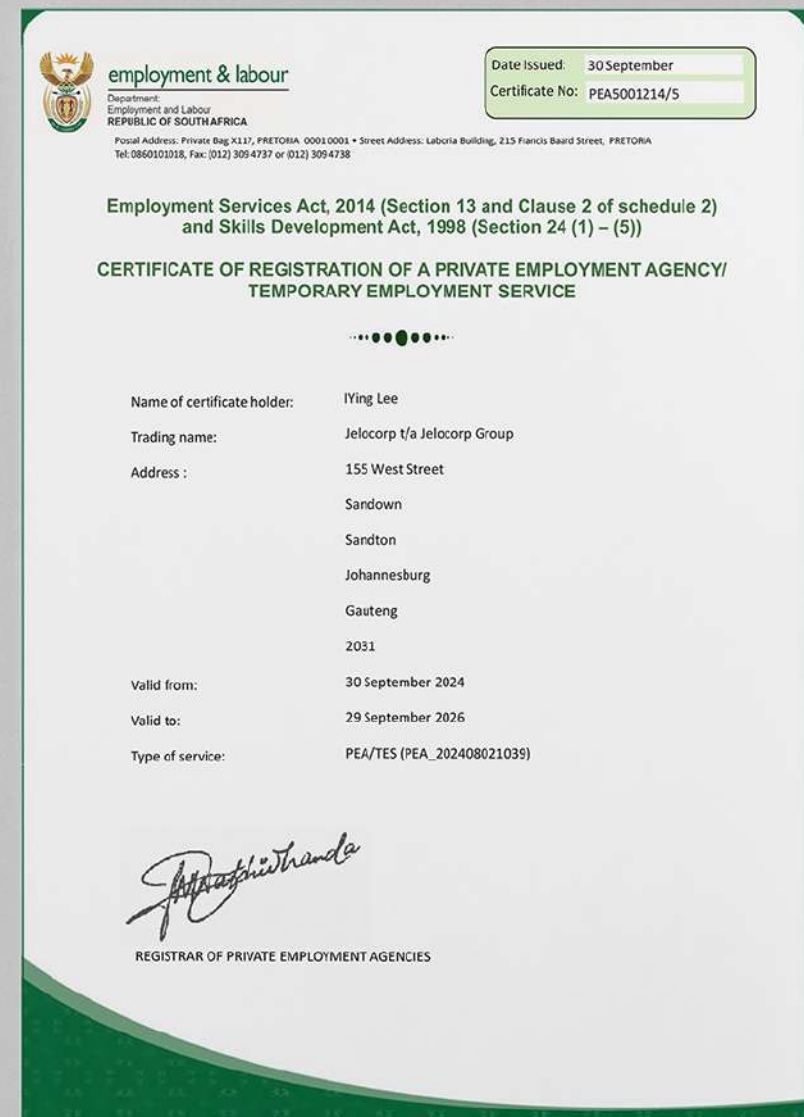 employment & labour
Department:
Employment and Labour
REPUBLIC OF SOUTH AFRICA
Date Issued: 30 September
Certificate No: PEA5001214/5
Postal Address: Private Bag X117, PRETORIA 00010001 • Street Address: Laboria Building, 215 Francis Baard Street, PRETORIA
Tel: 0860101018, Fax: (012) 309 4737 or (012) 309 4738
Employment Services Act, 2014 (Section 13 and Clause 2 of schedule 2)
and Skills Development Act, 1998 (Section 24 (1) – (5))
CERTIFICATE OF REGISTRATION OF A PRIVATE EMPLOYMENT AGENCY/
TEMPORARY EMPLOYMENT SERVICE
Name of certificate holder: IYing Lee
Trading name: Jelocorp t/a Jelocorp Group
Address : 155 West Street
Sandown
Sandton
Johannesburg
Gauteng
2031
Valid from: 30 September 2024
Valid to: 29 September 2026
Type of service: PEA/TES (PEA_202408021039)
REGISTRAR OF PRIVATE EMPLOYMENT AGENCIES